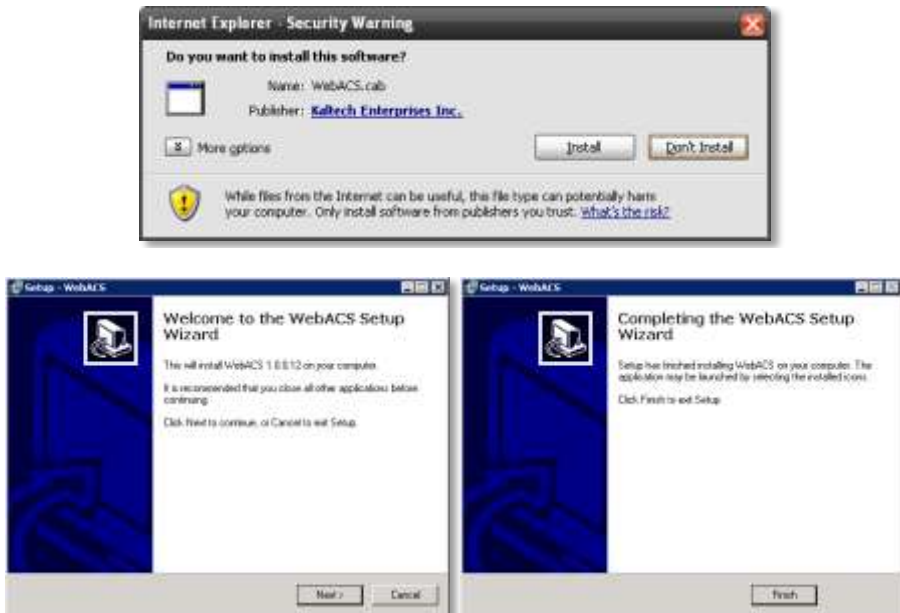 Internet Explorer - Security Warning
Do you want to install this software?
Name: WebACS.cab
Publisher: Kaltech Enterprises Inc.
More options
Install
Don't Install
While files from the Internet can be useful, this file type can potentially harm
your computer. Only install software from publishers you trust. What's the risk?
Setup - WebACS
Welcome to the WebACS Setup
Wizard
This will install WebACS 1.0.0.12 on your computer.
It is recommended that you close all other applications before
continuing.
Click Next to continue, or Cancel to exit Setup.
Next >
Cancel
Setup - WebACS
Completing the WebACS Setup
Wizard
Setup has finished installing WebACS on your computer. The
application may be launched by selecting the installed icons.
Click Finish to exit Setup.
Finish